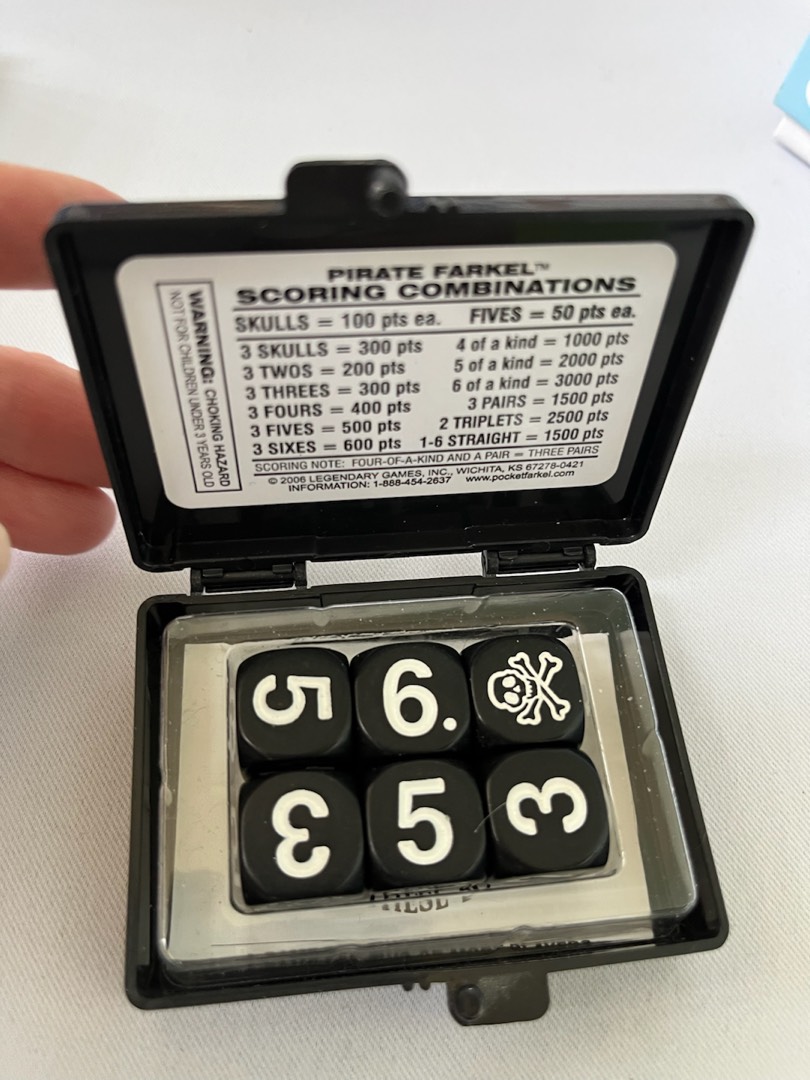 PIRATE FARKEL™
SCORING COMBINATIONS
SKULLS = 100 pts ea. FIVES = 50 pts ea.
3 SKULLS = 300 pts
3 TWOS = 200 pts
3 THREES = 300 pts
3 FOURS = 400 pts
3 FIVES = 500 pts
3 SIXES = 600 pts
4 of a kind = 1000 pts
5 of a kind = 2000 pts
6 of a kind = 3000 pts
3 PAIRS = 1500 pts
2 TRIPLETS = 2500 pts
1-6 STRAIGHT = 1500 pts
SCORING NOTE: FOUR-OF-A-KIND AND A PAIR = THREE PAIRS
© 2006 LEGENDARY GAMES, INC., WICHITA, KS 67278-0421
INFORMATION: 1-888-454-2637 www.pocketfarkel.com
WARNING: CHOKING HAZARD
NOT FOR CHILDREN UNDER 3 YEARS OLD
5 6.
3 5 3